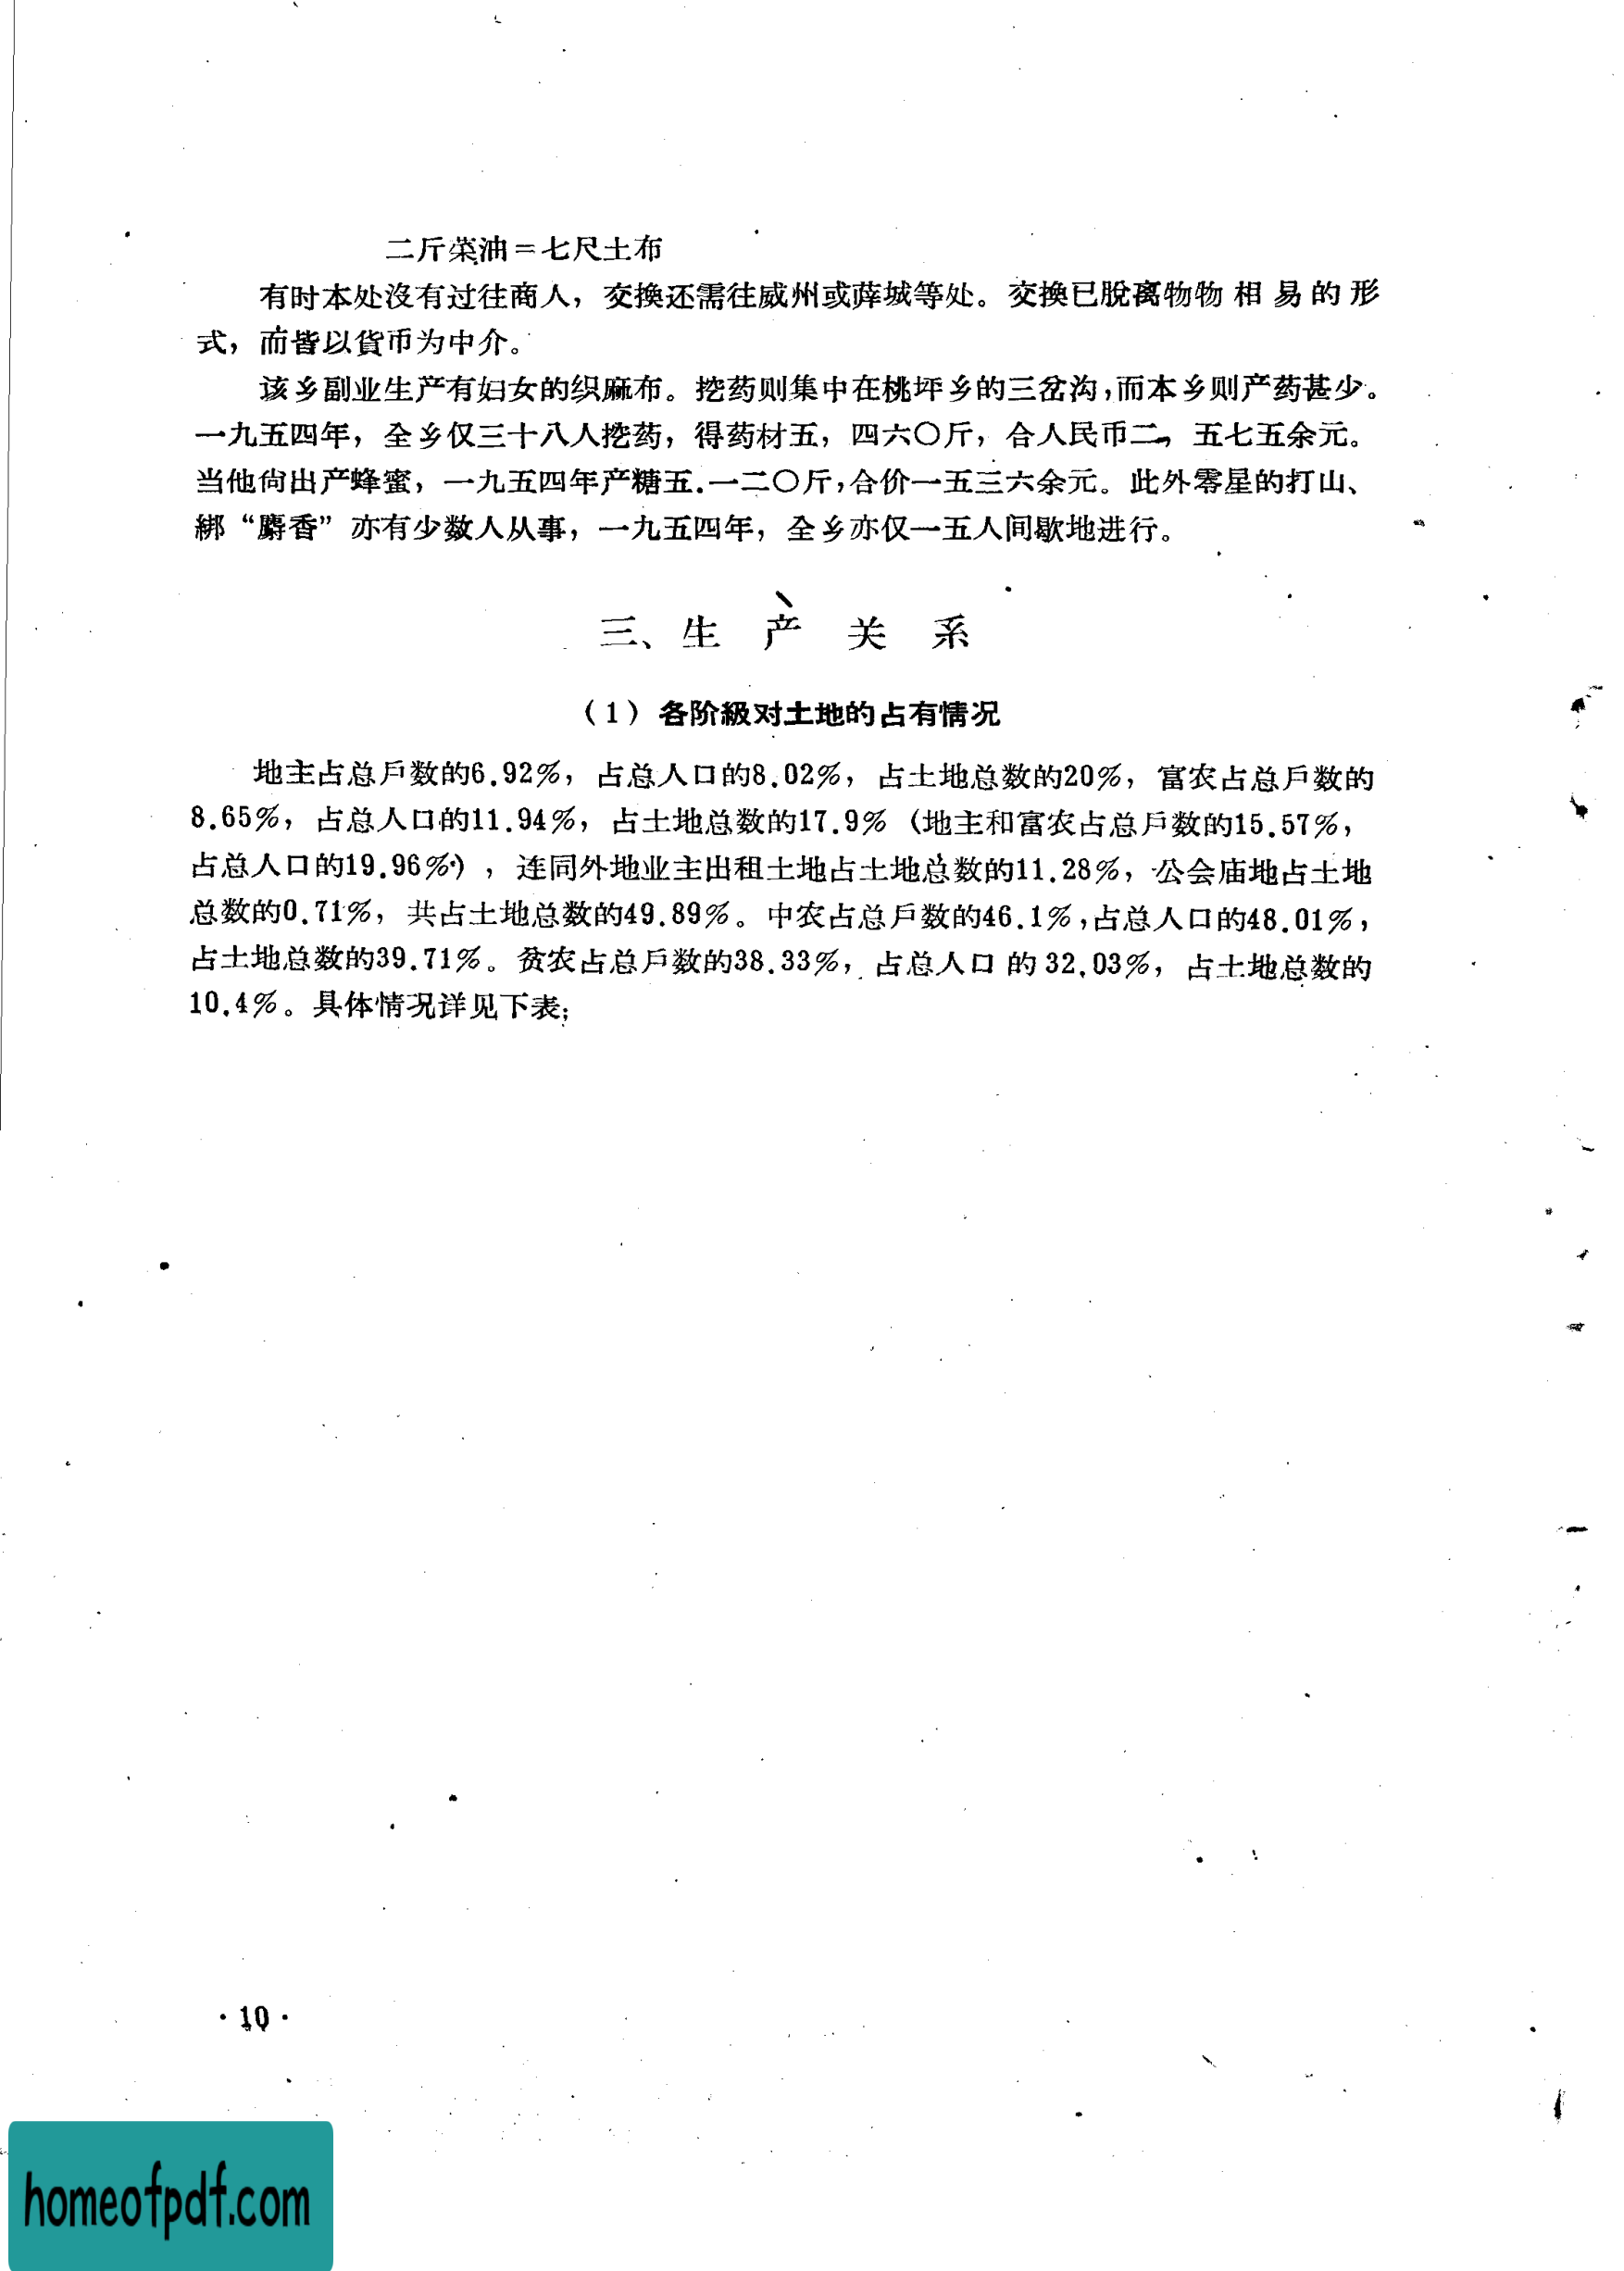 二斤菜油＝七尺土布
有时本处没有过往商人，交换还需往威州或薛城等处。交换已脫离物物相易的形
式，而皆以貨币为中介。
该乡副业生产有妇女的织麻布。挖药则集中在桃坪乡的三岔沟，而本乡则产药甚少。
一九五四年，全乡仅三十八人挖药，得药材五，四六〇斤，合人民币二，五七五余元。
当他尙出产蜂蜜，一九五四年产糖五.一二〇斤，合价一五三六余元。此外零星的打山、
綁“麝香”亦有少数人从事，一九五四年，全乡亦仅一五人间歇地进行。
三、生产关系
（1）各阶級对土地的占有情况
地主占总戶数的6.92%，占总人口的8.02%，占土地总数的20%，富农占总戶数的
8.65%，占总人口的11.94%，占土地总数的17.9%（地主和富农占总戶数的15.57%，
占总人口的19.96%），连同外地业主出租土地占土地总数的11.28%，公会庙地占土地
总数的0.71%，共占土地总数的49.89%。中农占总戶数的46.1%，占总人口的48.01%，
占土地总数的39.71%。贫农占总戶数的38.33%，占总人口的32.03%，占土地总数的
10.4%。具体情况详见下表；
·10·
homeofpdf.com